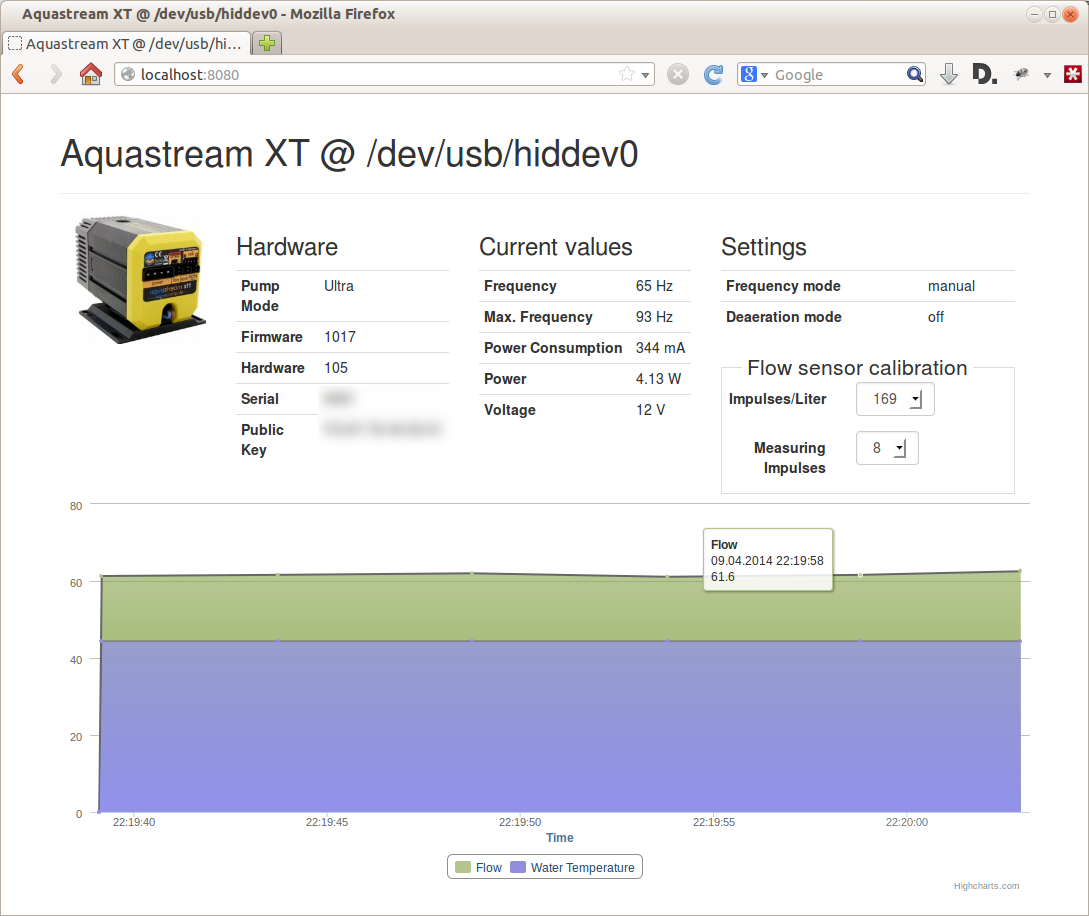 Aquastream XT @ /dev/usb/hiddev0 - Mozilla Firefox
Aquastream XT @ /dev/usb/hi...
localhost:8080
Google
D.
Aquastream XT @ /dev/usb/hiddev0
Hardware
Pump Mode Ultra
Firmware 1017
Hardware 105
Serial
Public Key
Current values
Frequency 65 Hz
Max. Frequency 93 Hz
Power Consumption 344 mA
Power 4.13 W
Voltage 12 V
Settings
Frequency mode manual
Deaeration mode off
Flow sensor calibration
Impulses/Liter 169
Measuring Impulses 8
80
60
40
20
0
Flow
09.04.2014 22:19:58
61.6
22:19:40 22:19:45 22:19:50 22:19:55 22:20:00
Time
Flow Water Temperature
Highcharts.com